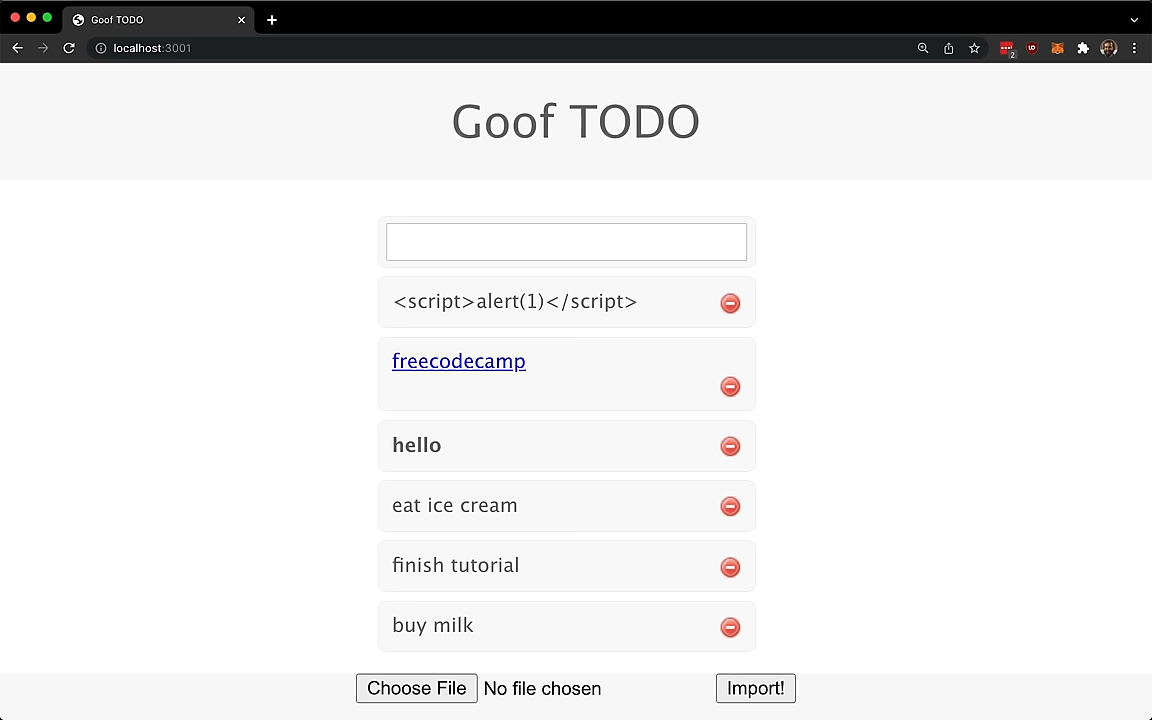 Goof TODO
localhost:3001
2
Goof TODO
<script>alert(1)</script>
freecodecamp
hello
eat ice cream
finish tutorial
buy milk
Choose File No file chosen Import!